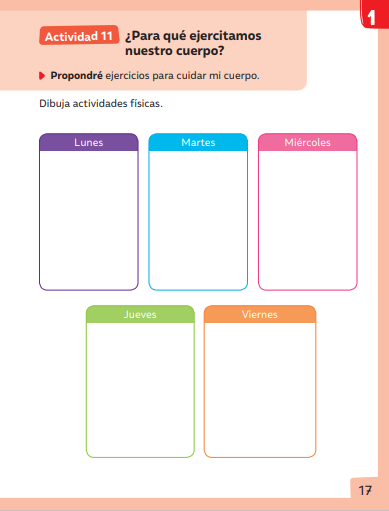 1
Actividad 11 ¿Para qué ejercitamos
nuestro cuerpo?
Propondré ejercicios para cuidar mi cuerpo.
Dibuja actividades físicas.
Lunes
Martes
Miércoles
Jueves
Viernes
17